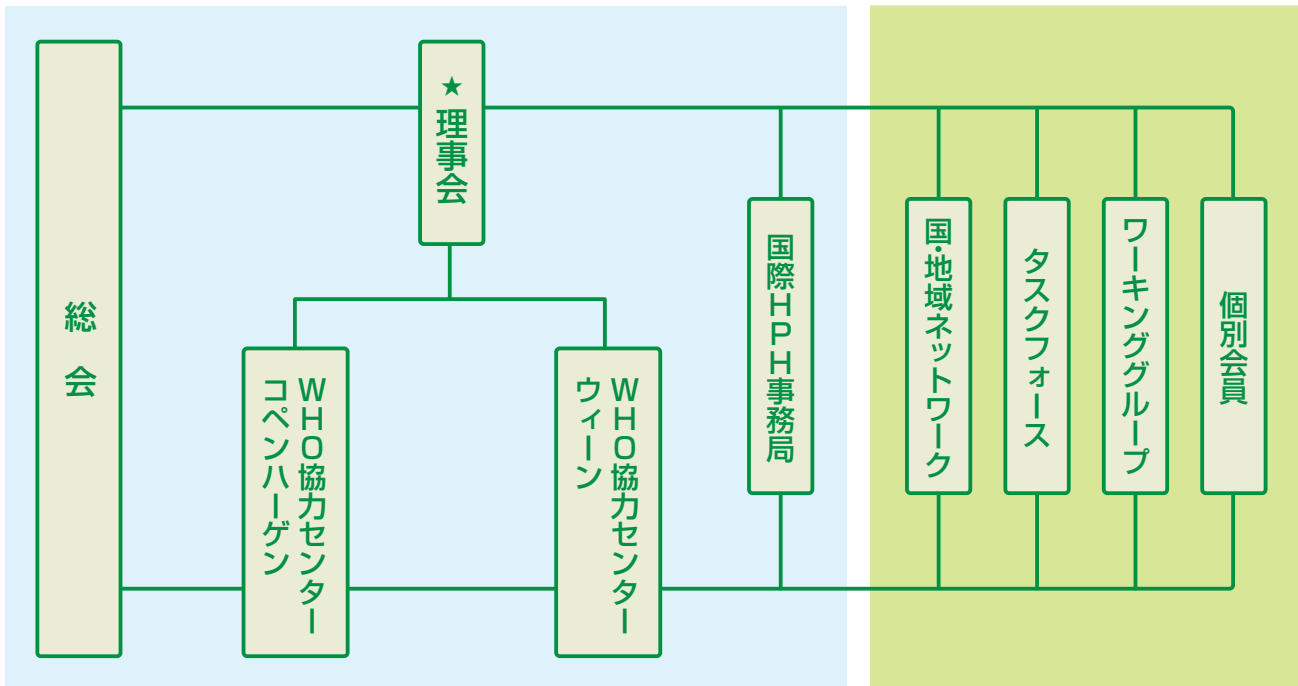 総会
★理事会
WHO協力センター
コペンハーゲン
WHO協力センター
ウィーン
国際HPH事務局
国・地域ネットワーク
タスクフォース
ワーキンググループ
個別会員